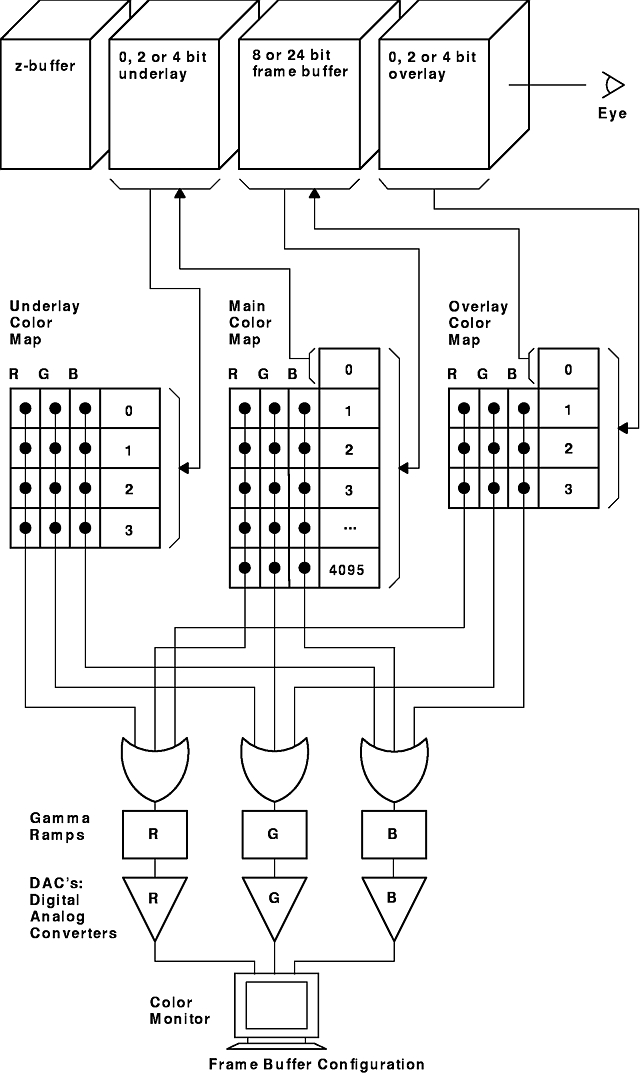 z-buffer
0, 2 or 4 bit
underlay
8 or 24 bit
frame buffer
0, 2 or 4 bit
overlay
Eye
Underlay
Color
Map
R G B
0
1
2
3
Main
Color
Map
R G B
0
1
2
3
...
4095
Overlay
Color
Map
R G B
0
1
2
3
Gamma
Ramps
R
G
B
DAC's:
Digital
Analog
Converters
R
G
B
Color
Monitor
Frame Buffer Configuration